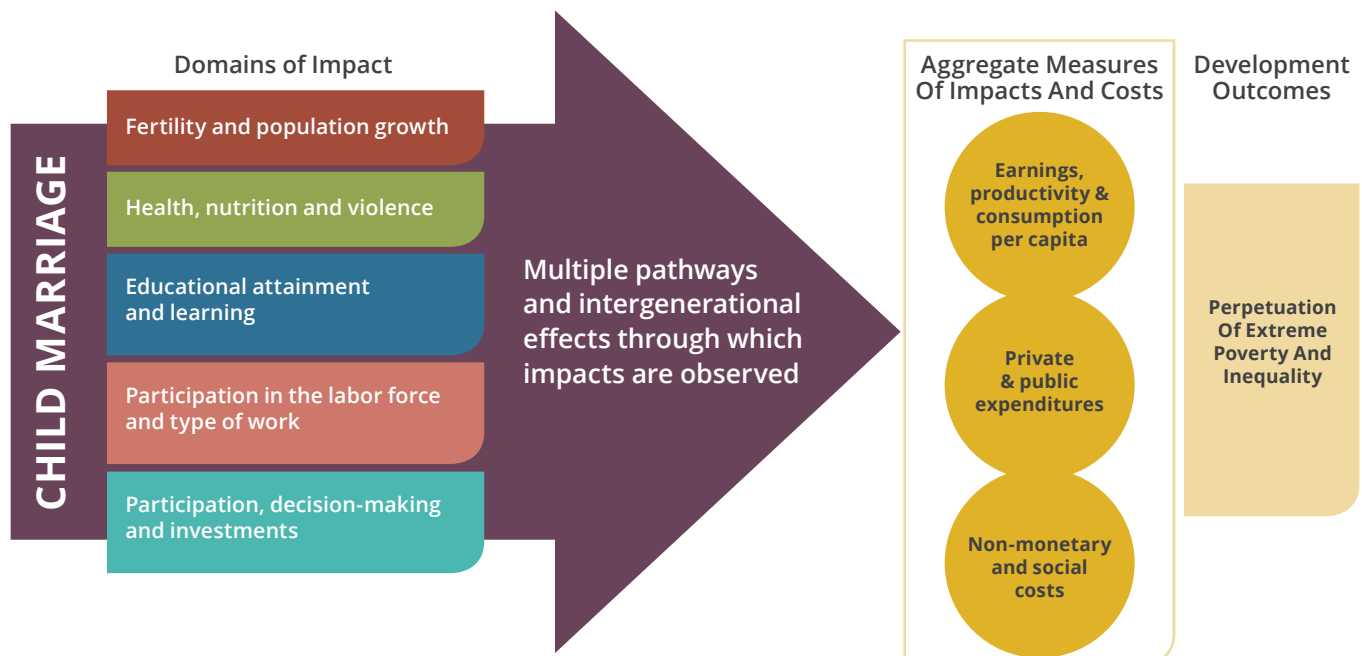 CHILD MARRIAGE
Domains of Impact
Fertility and population growth
Health, nutrition and violence
Educational attainment
and learning
Participation in the labor force
and type of work
Participation, decision-making
and investments
Multiple pathways
and intergenerational
effects through which
impacts are observed
Aggregate Measures
Of Impacts And Costs
Earnings,
productivity &
consumption
per capita
Private
& public
expenditures
Non-monetary
and social
costs
Development
Outcomes
Perpetuation
Of Extreme
Poverty And
Inequality